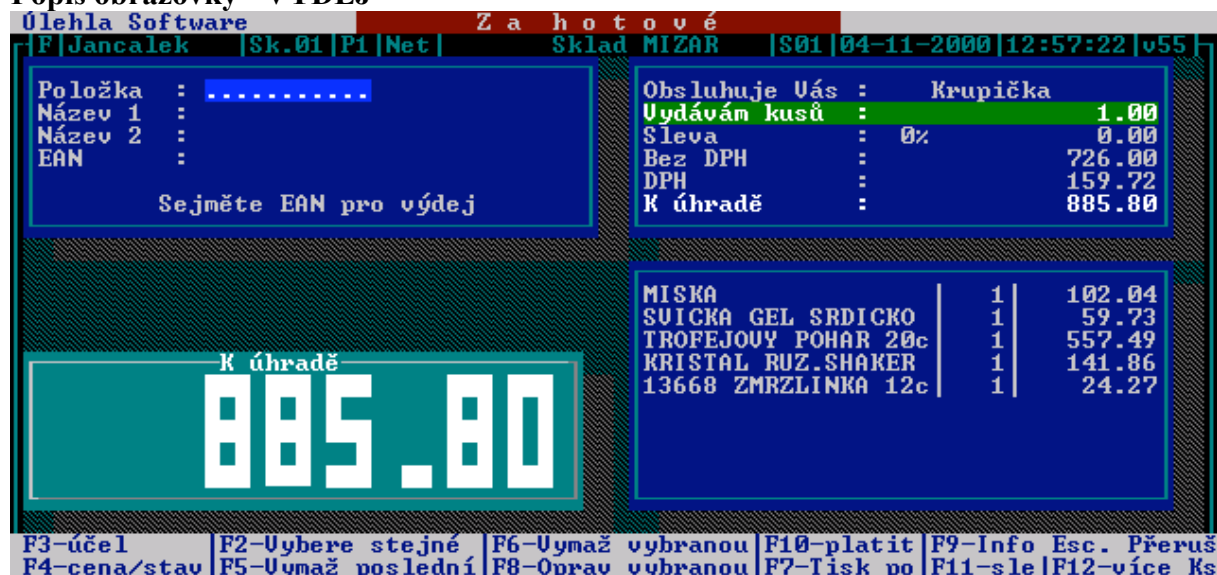 Popis obrazovky – VÝDEJ
Úlehla Software Z a h o t o v é
F|Jancalek |Sk.01|P1|Net| Sklad MIZAR |S01|04-11-2000|12:57:22|v55
Položka : ...........
Název 1 :
Název 2 :
EAN :
Sejměte EAN pro výdej
Obsluhuje Vás : Krupička
Vydávám kusů : 1.00
Sleva : 0% 0.00
Bez DPH : 726.00
DPH : 159.72
K úhradě : 885.80
MISKA | 1| 102.04
SVICKA GEL SRDICKO | 1| 59.73
TROFEJOVY POHAR 20c| 1| 557.49
KRISTAL RUZ.SHAKER | 1| 141.86
13668 ZMRZLINKA 12c| 1| 24.27
K úhradě
885.80
F3-účel |F2-Vybere stejné |F6-Vymaž vybranou|F10-platit|F9-Info Esc. Přeruš
F4-cena/stav|F5-Vymaž poslední|F8-Oprav vybranou|F7-Tisk po|F11-sle|F12-více Ks